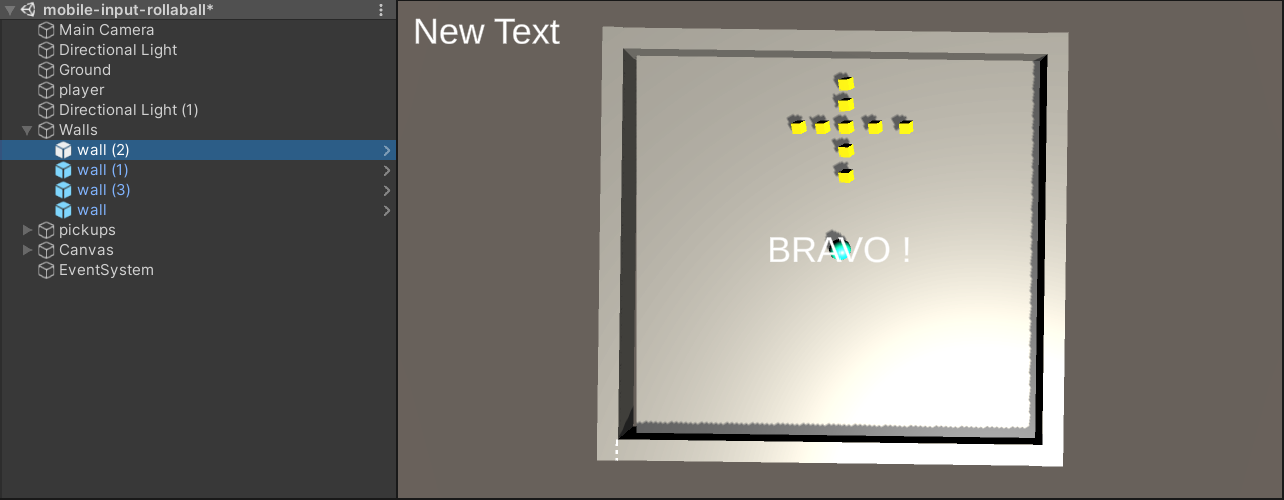 mobile-input-rollaball*
Main Camera
Directional Light
Ground
player
Directional Light (1)
Walls
wall (2)
wall (1)
wall (3)
wall
pickups
Canvas
EventSystem
New Text
BRAVO !